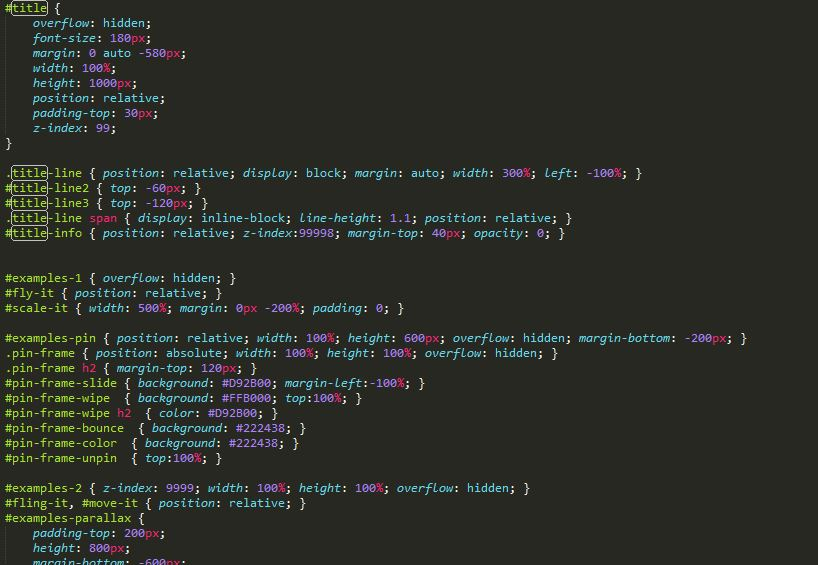 #title {
    overflow: hidden;
    font-size: 180px;
    margin: 0 auto -580px;
    width: 100%;
    height: 1000px;
    position: relative;
    padding-top: 30px;
    z-index: 99;
}

.title-line { position: relative; display: block; margin: auto; width: 300%; left: -100%; }
#title-line2 { top: -60px; }
#title-line3 { top: -120px; }
.title-line span { display: inline-block; line-height: 1.1; position: relative; }
#title-info { position: relative; z-index:99998; margin-top: 40px; opacity: 0; }

#examples-1 { overflow: hidden; }
#fly-it { position: relative; }
#scale-it { width: 500%; margin: 0px -200%; padding: 0; }

#examples-pin { position: relative; width: 100%; height: 600px; overflow: hidden; margin-bottom: -200px; }
.pin-frame { position: absolute; width: 100%; height: 100%; overflow: hidden; }
.pin-frame h2 { margin-top: 120px; }
#pin-frame-slide { background: #D92B00; margin-left:-100%; }
#pin-frame-wipe  { background: #FFB000; top:100%; }
#pin-frame-wipe h2  { color: #D92B00; }
#pin-frame-bounce  { background: #222438; }
#pin-frame-color  { background: #222438; }
#pin-frame-unpin  { top:100%; }

#examples-2 { z-index: 9999; width: 100%; height: 100%; overflow: hidden; }
#fling-it, #move-it { position: relative; }
#examples-parallax {
    padding-top: 200px;
    height: 800px;
    margin-bottom: -600px;